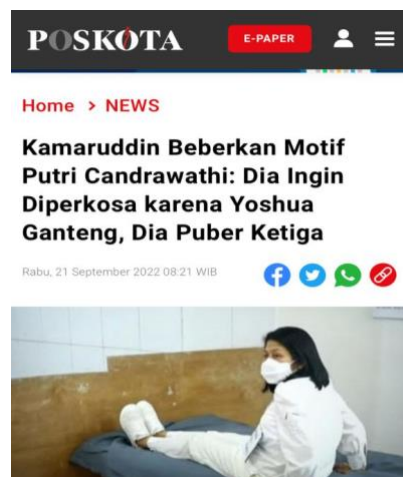 POSKOTA
E-PAPER
Home > NEWS
Kamaruddin Beberkan Motif
Putri Candrawathi: Dia Ingin
Diperkosa karena Yoshua
Ganteng, Dia Puber Ketiga
Rabu, 21 September 2022 08:21 WIB